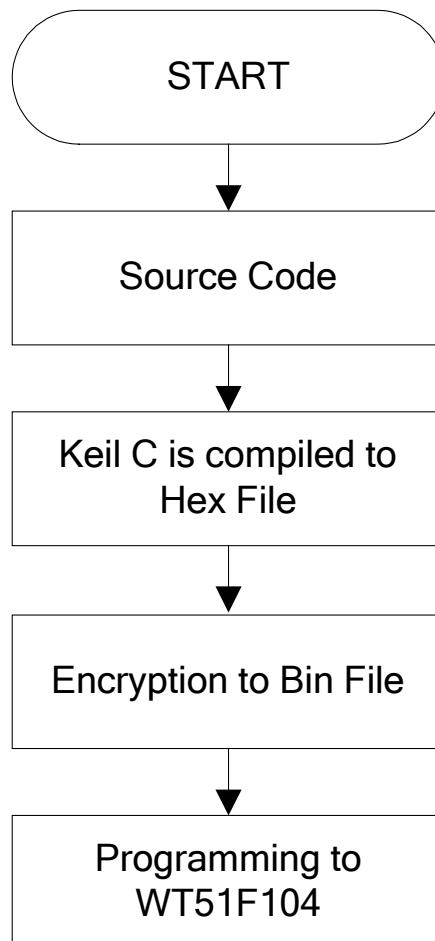 START
Source Code
Keil C is compiled to
Hex File
Encryption to Bin File
Programming to
WT51F104